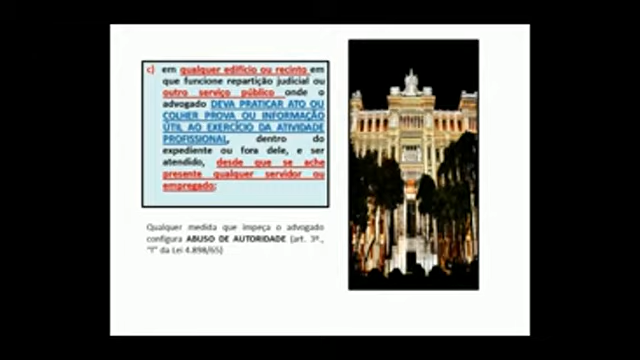 c) em qualquer edifício ou recinto em
que funcione repartição judicial ou
outro serviço público onde o
advogado DEVA PRATICAR ATO OU
COLHER PROVA OU INFORMAÇÃO
ÚTIL AO EXERCÍCIO DA ATIVIDADE
PROFISSIONAL, dentro do
expediente ou fora dele, e ser
atendido, desde que se ache
presente qualquer servidor ou
empregado;
Qualquer medida que impeça o advogado
configura ABUSO DE AUTORIDADE (art. 3º.,
"f" da Lei 4.898/65)